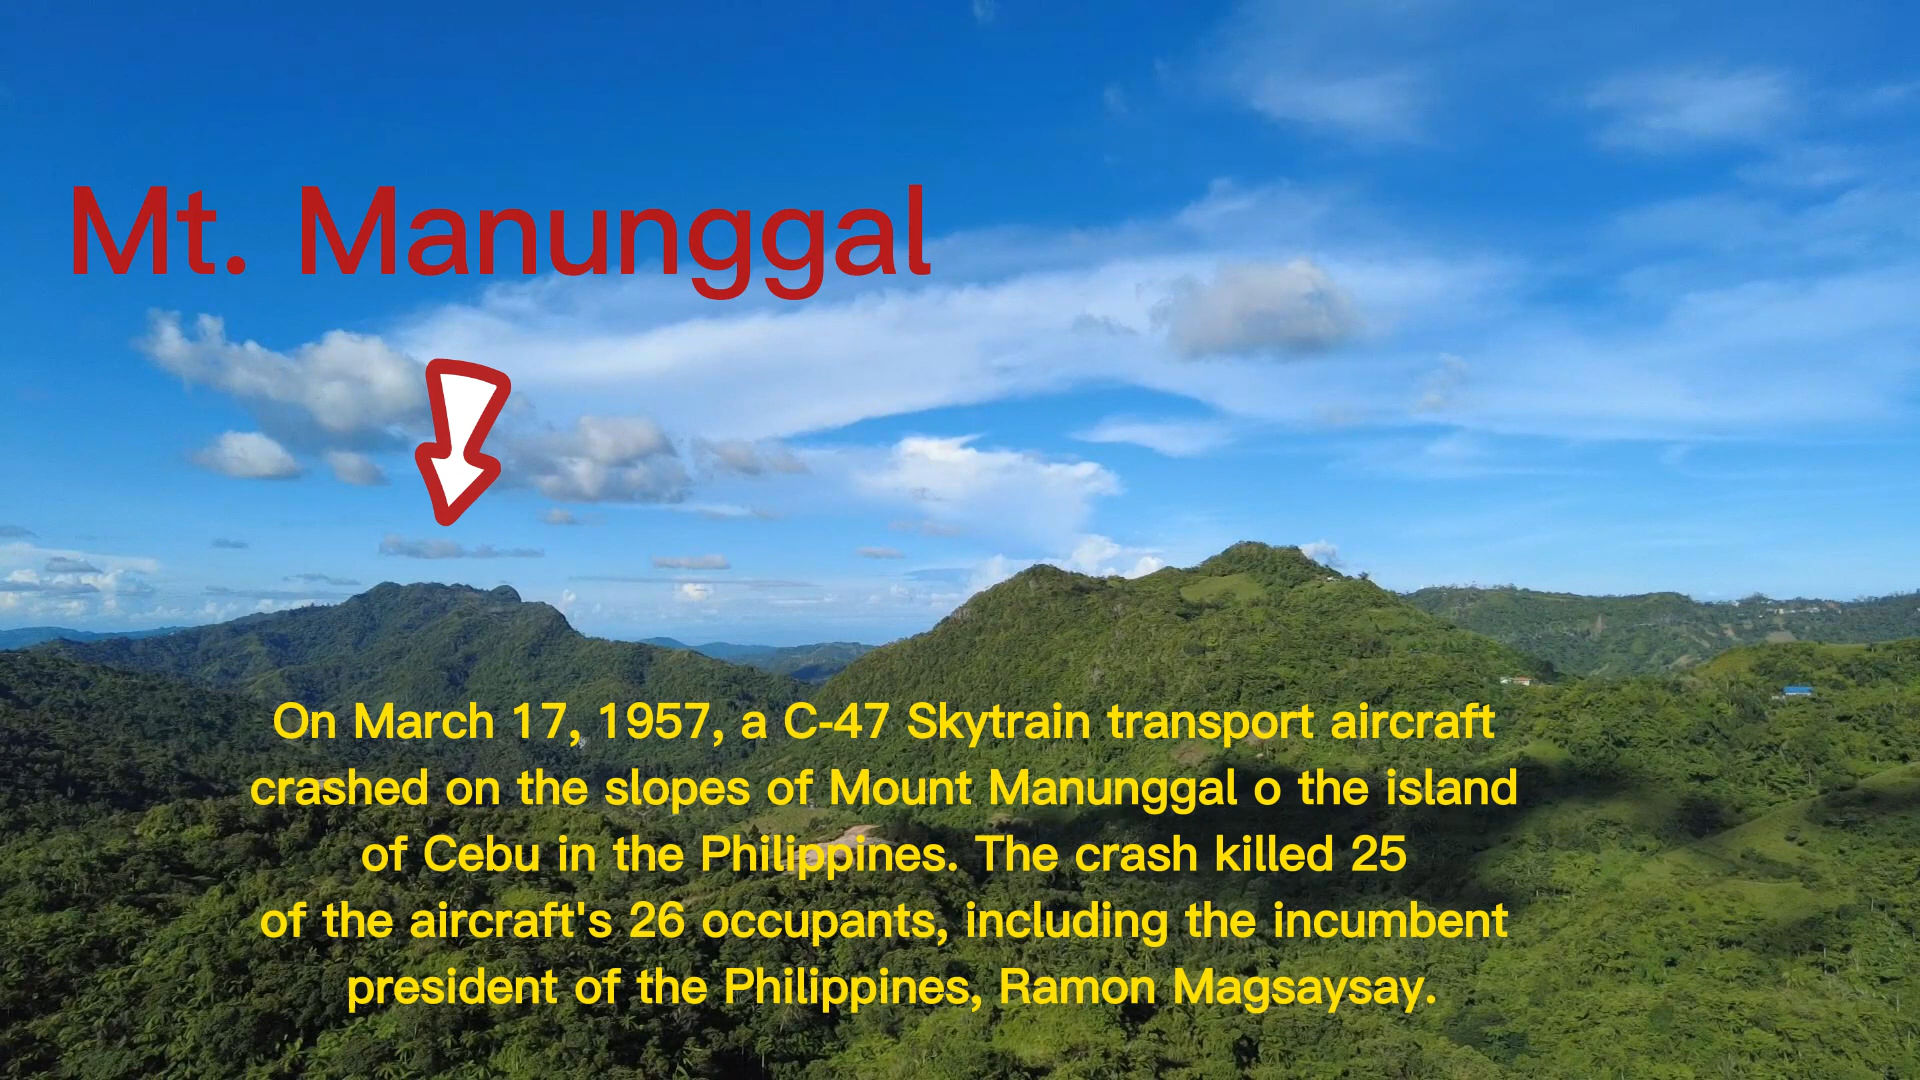 Mt. Manunggal
On March 17, 1957, a C-47 Skytrain transport aircraft
crashed on the slopes of Mount Manunggal o the island
of Cebu in the Philippines. The crash killed 25
of the aircraft's 26 occupants, including the incumbent
president of the Philippines, Ramon Magsaysay.